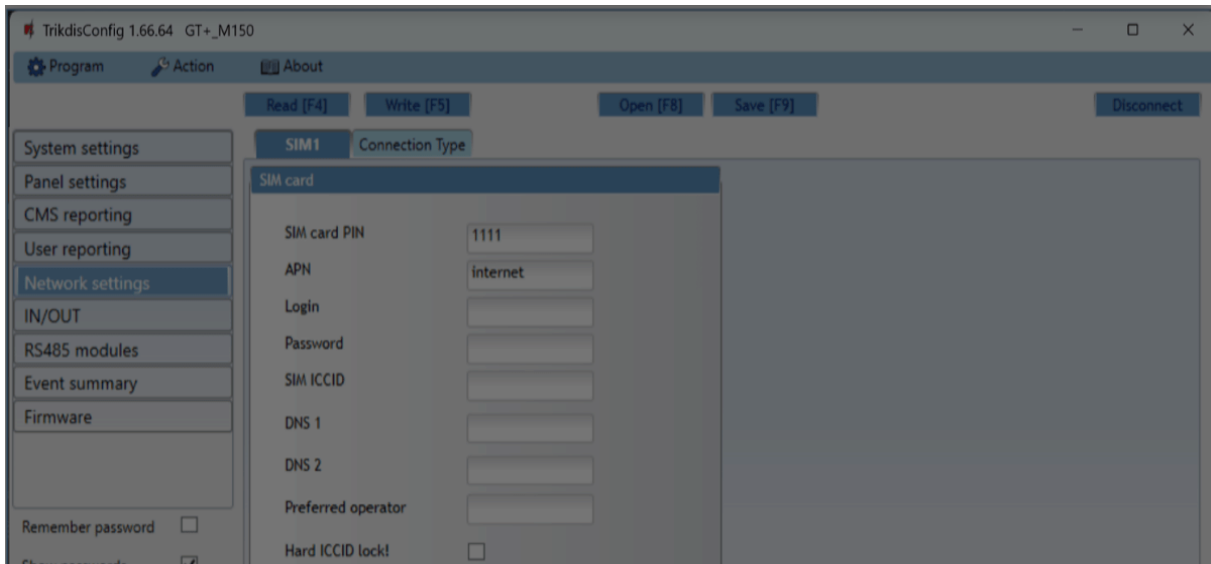 TrikdisConfig 1.66.64 GT+_M150
Program Action About
Read [F4] Write [F5] Open [F8] Save [F9] Disconnect
System settings
Panel settings
CMS reporting
User reporting
Network settings
IN/OUT
RS485 modules
Event summary
Firmware
Remember password
Show passwords
SIM1 Connection Type
SIM card
SIM card PIN 1111
APN internet
Login
Password
SIM ICCID
DNS 1
DNS 2
Preferred operator
Hard ICCID lock!